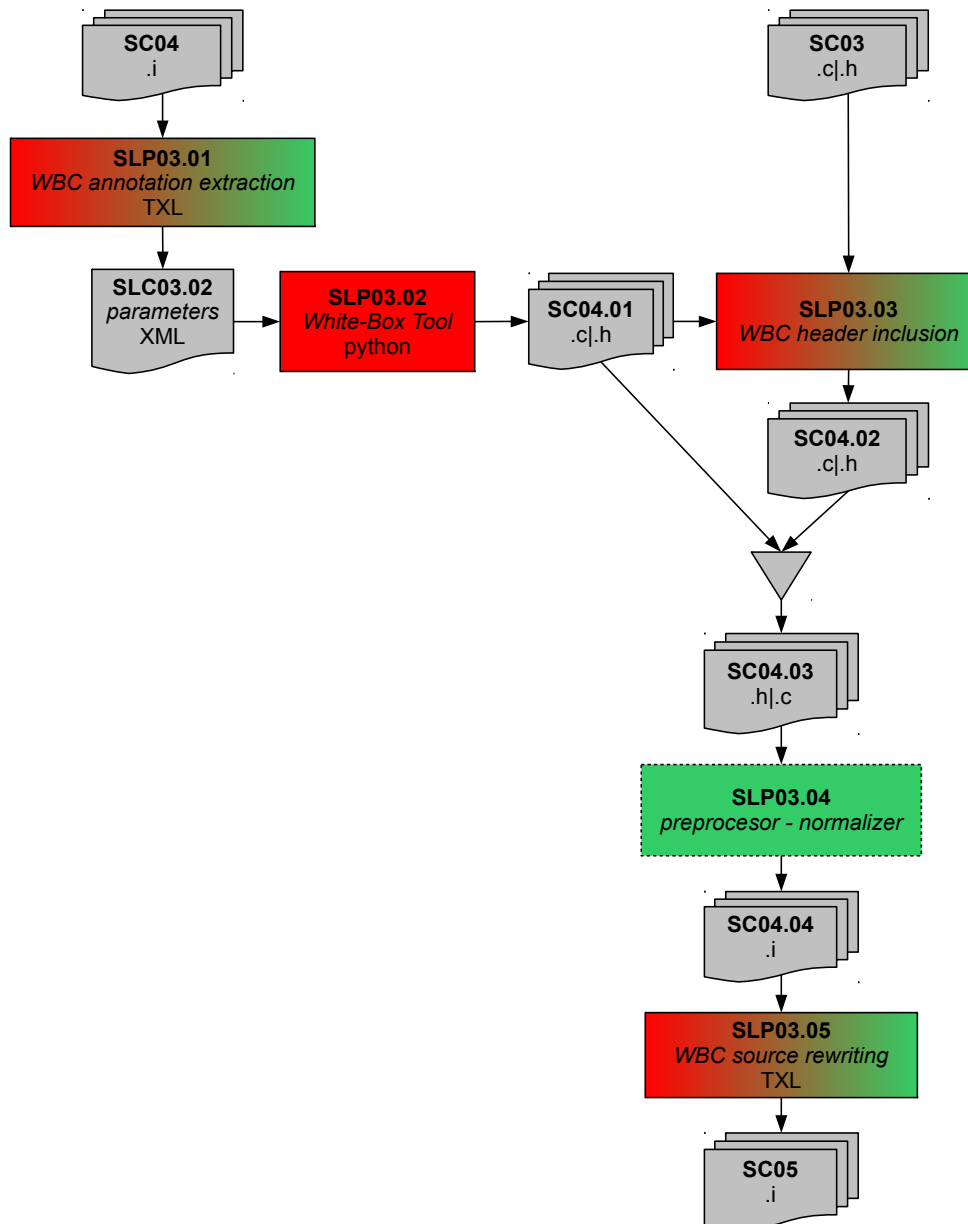 SC04
.i
SC03
.c|.h
SLP03.01
WBC annotation extraction
TXL
SLC03.02
parameters
XML
SLP03.02
White-Box Tool
python
SC04.01
.c|.h
SLP03.03
WBC header inclusion
SC04.02
.c|.h
SC04.03
.h|.c
SLP03.04
preprocesor - normalizer
SC04.04
.i
SLP03.05
WBC source rewriting
TXL
SC05
.i